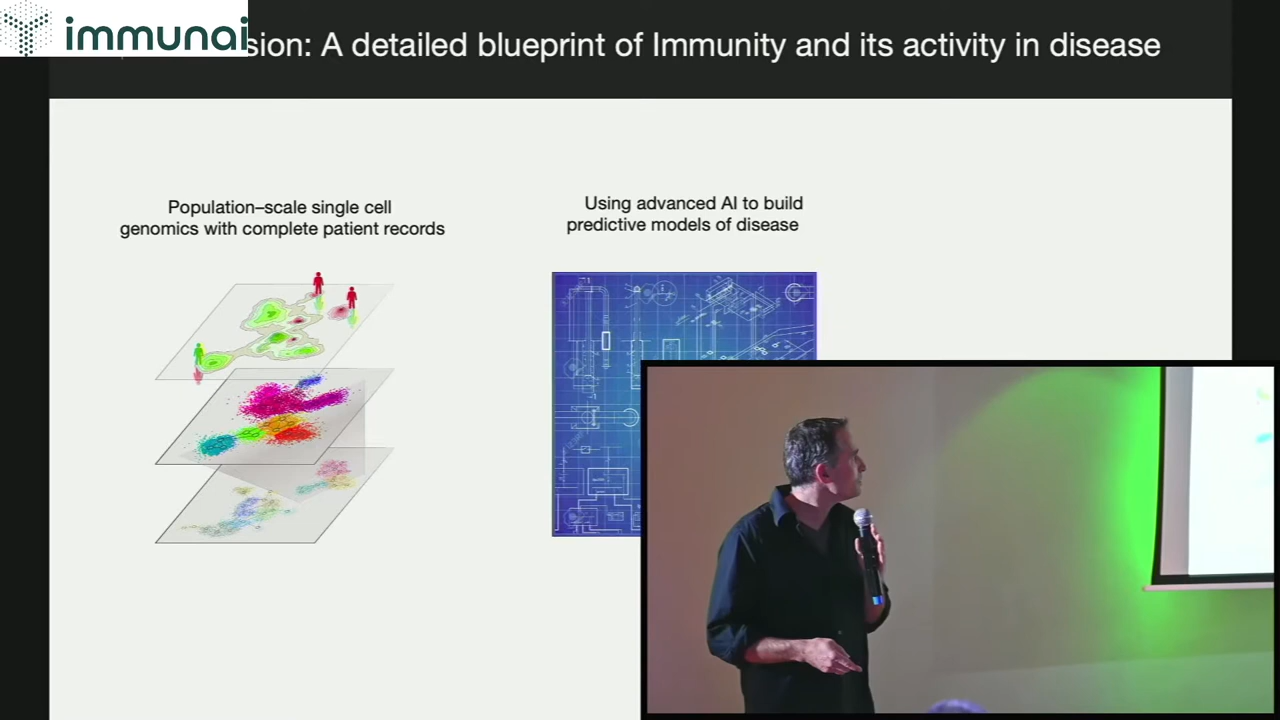 immunai
sion: A detailed blueprint of Immunity and its activity in disease
Population–scale single cell
genomics with complete patient records
Using advanced AI to build
predictive models of disease